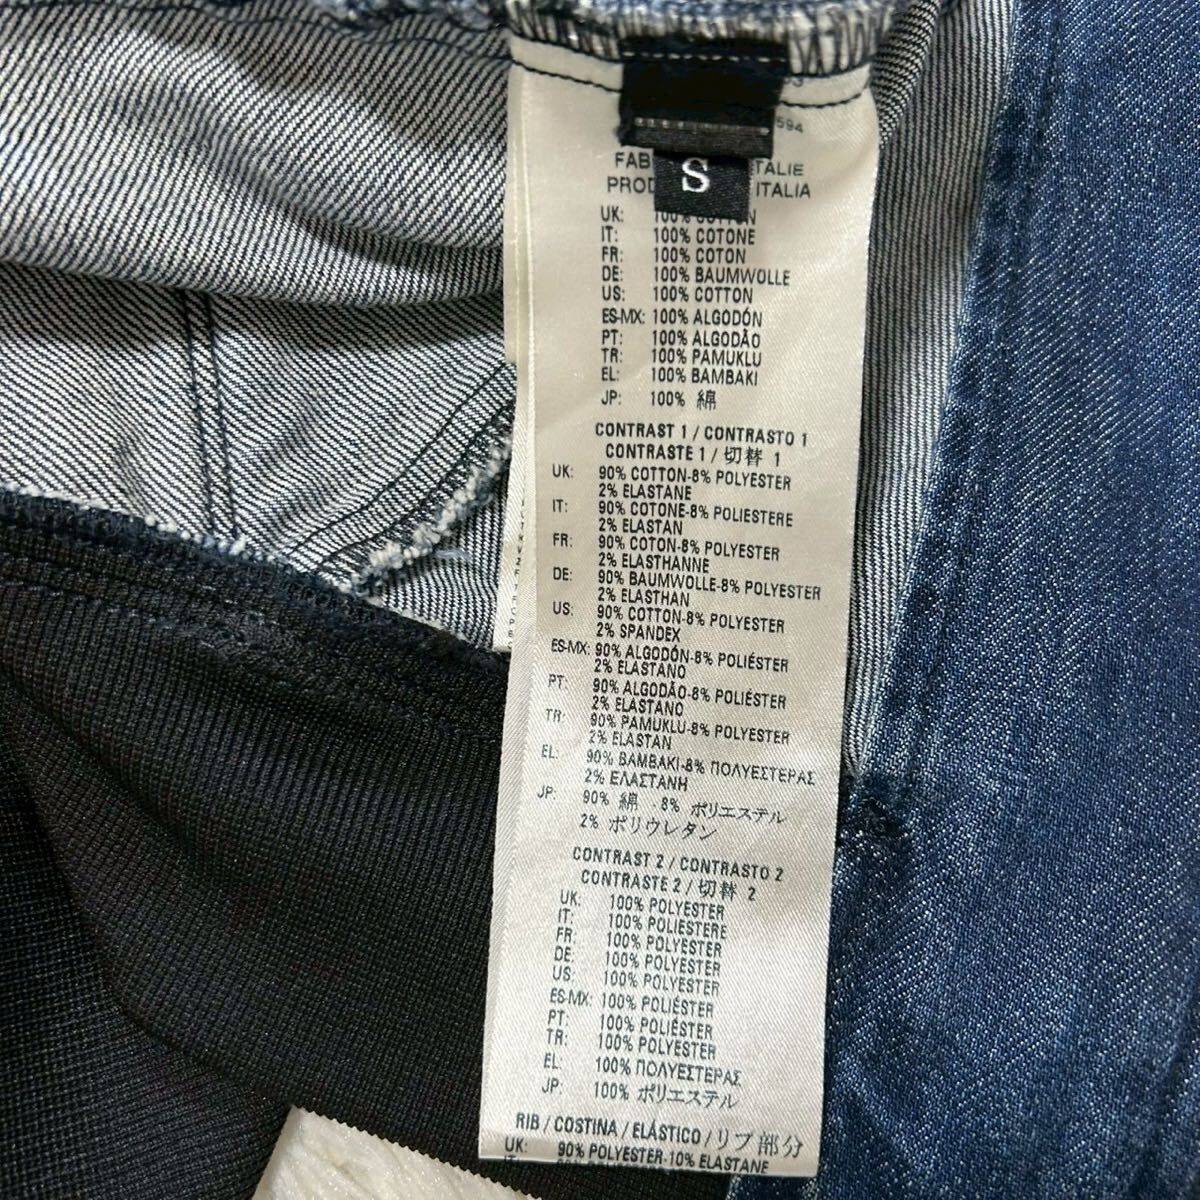 594
S
ITALIA
UK: 100% COTTON
IT: 100% COTONE
FR: 100% COTON
DE: 100% BAUMWOLLE
US: 100% COTTON
ES-MX: 100% ALGODÓN
PT: 100% ALGODÃO
TR: 100% PAMUKLU
EL: 100% BAMBAKI
JP: 100% 綿
CONTRAST 1 / CONTRASTO 1
CONTRASTE 1 / 切替 1
UK: 90% COTTON-8% POLYESTER
2% ELASTANE
IT: 90% COTONE-8% POLIESTERE
2% ELASTAN
FR: 90% COTON-8% POLYESTER
2% ELASTHANNE
DE: 90% BAUMWOLLE-8% POLYESTER
2% ELASTHAN
US: 90% COTTON-8% POLYESTER
2% SPANDEX
ES-MX: 90% ALGODÓN-8% POLIÉSTER
2% ELASTANO
PT: 90% ALGODÃO-8% POLIÉSTER
2% ELASTANO
TR: 90% PAMUKLU-8% POLYESTER
2% ELASTAN
EL: 90% BAMBAKI-8% ΠΟΛΥΕΣΤΕΡΑΣ
2% ΕΛΑΣΤΑΝΗ
JP: 90% 綿 -8% ポリエステル
2% ポリウレタン
CONTRAST 2 / CONTRASTO 2
CONTRASTE 2 / 切替 2
UK: 100% POLYESTER
IT: 100% POLIESTERE
FR: 100% POLYESTER
DE: 100% POLYESTER
US: 100% POLYESTER
ES-MX: 100% POLIÉSTER
PT: 100% POLIÉSTER
TR: 100% POLYESTER
EL: 100% ΠΟΛΥΕΣΤΕΡΑΣ
JP: 100% ポリエステル
RIB / COSTINA / ELÁSTICO / リブ部分
UK: 90% POLYESTER-10% ELASTANE